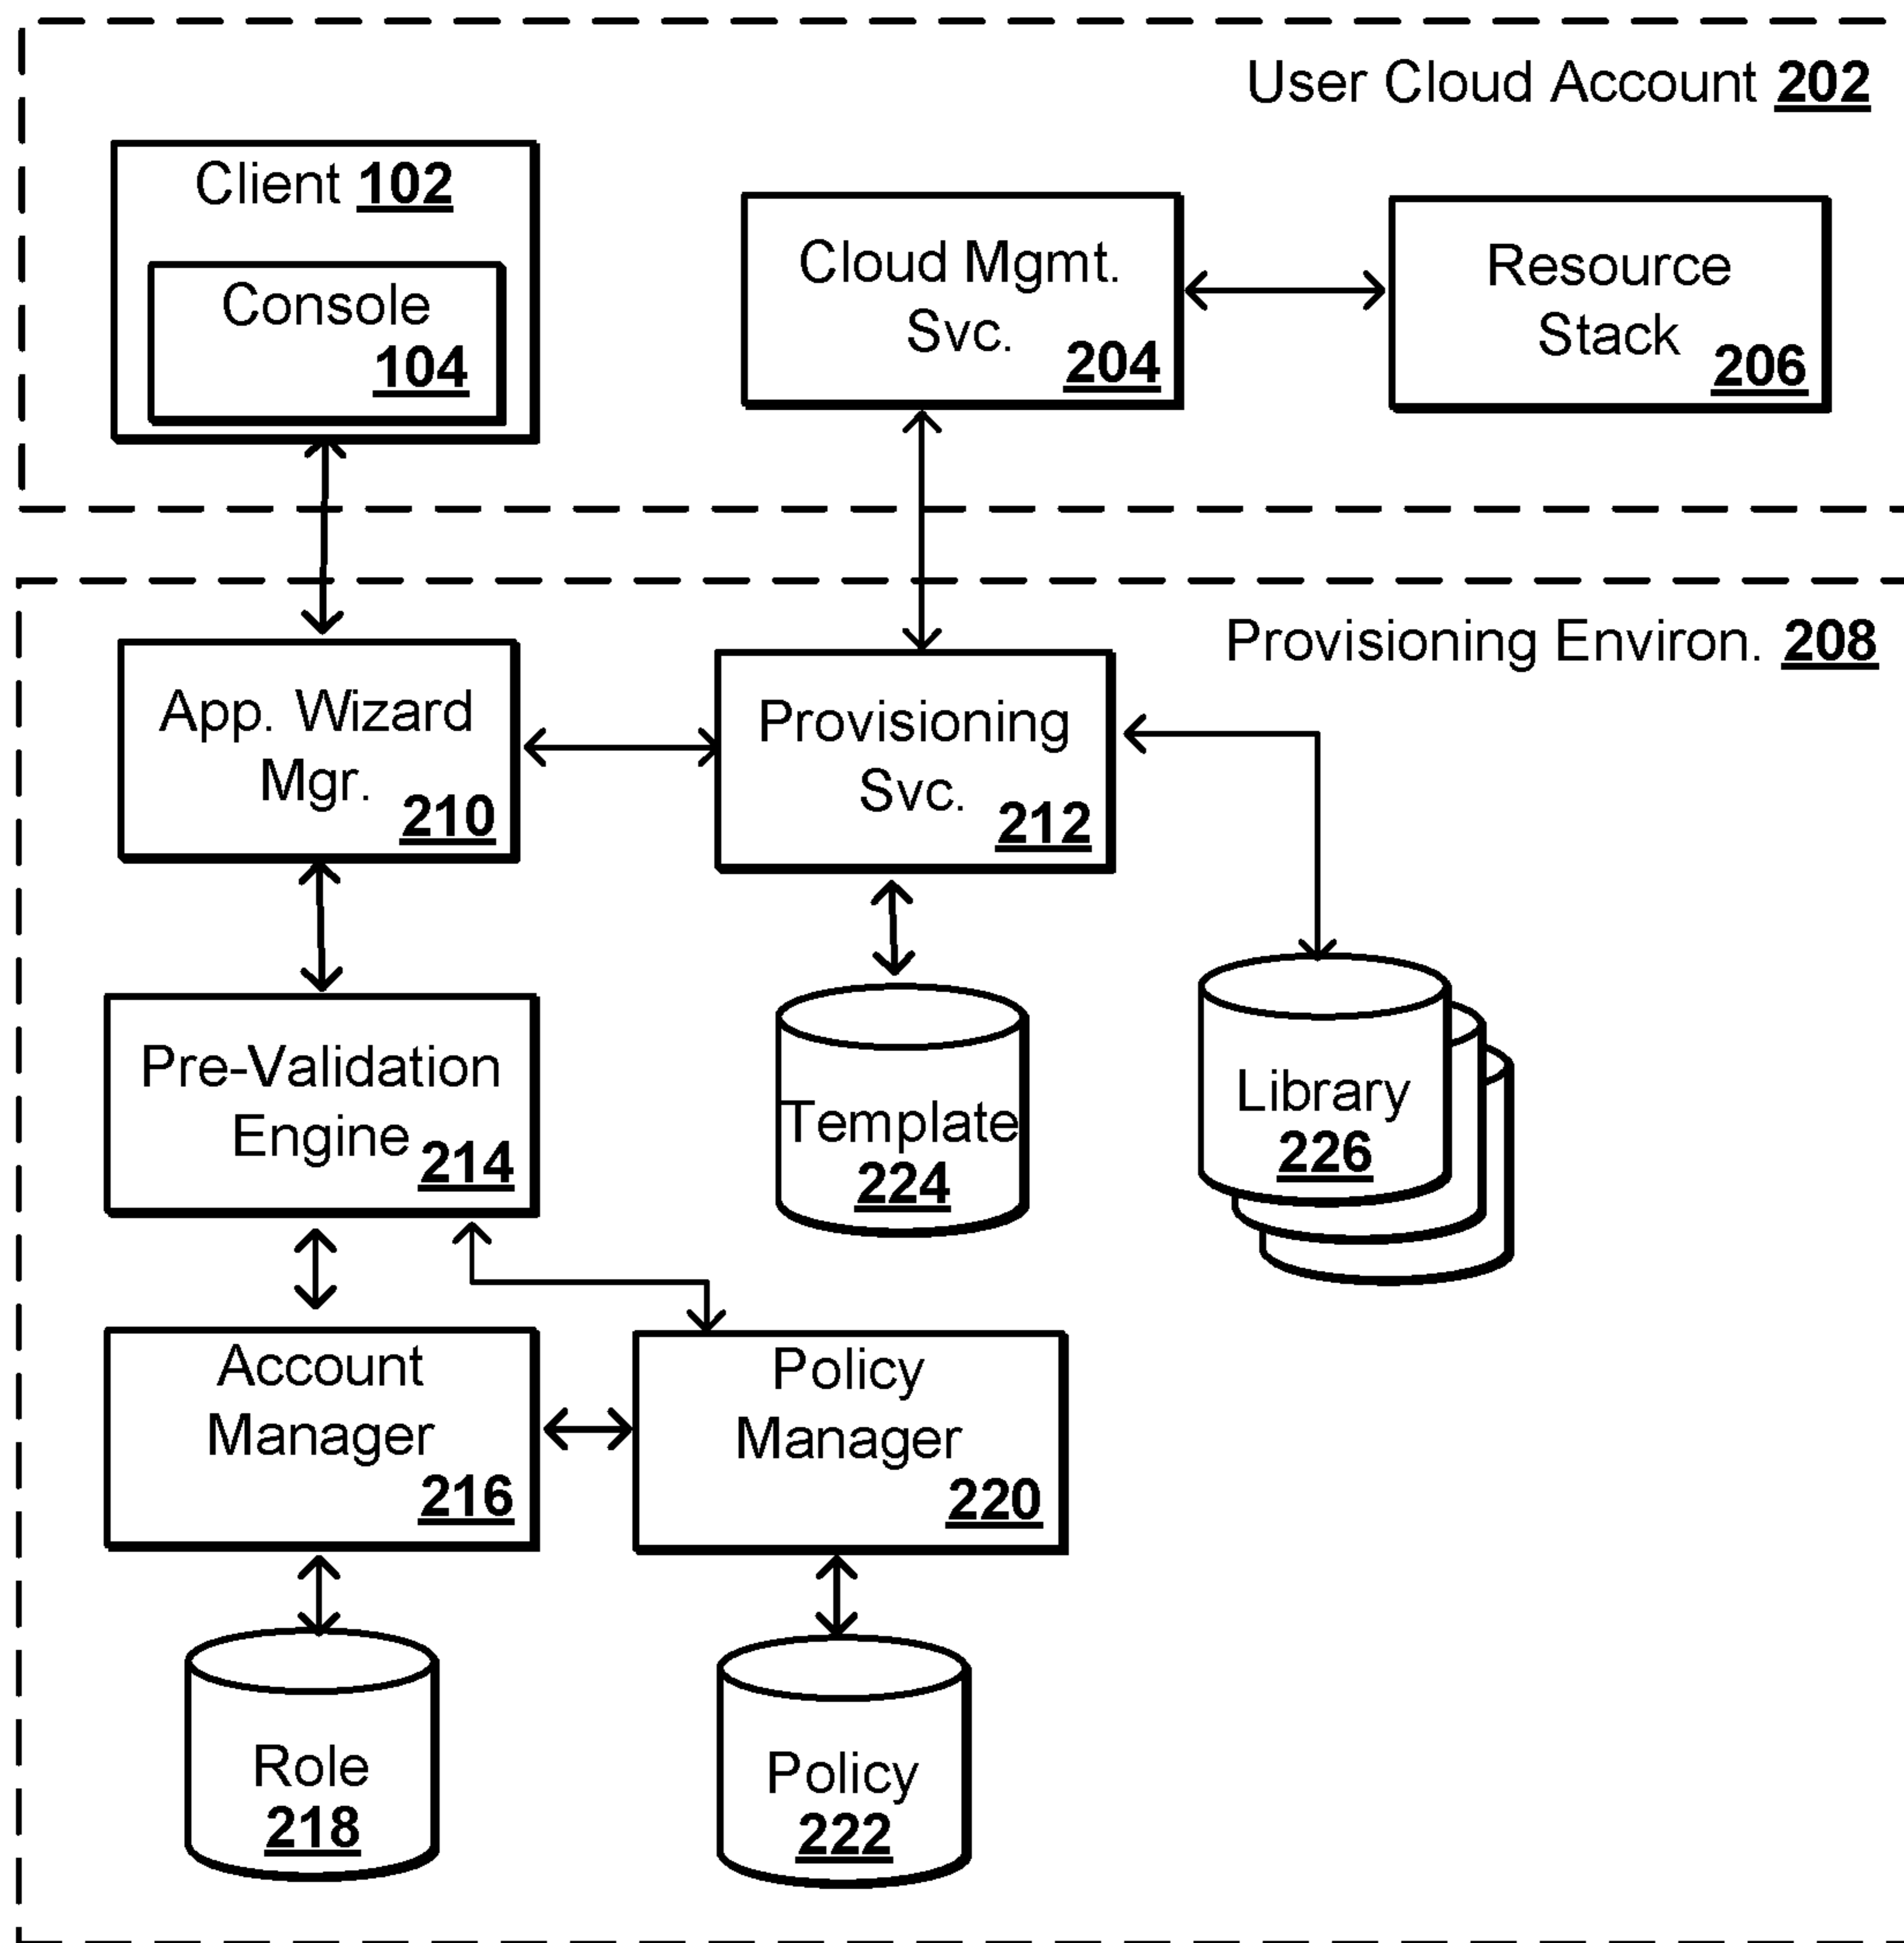 User Cloud Account 202
Client 102
Console
104
Cloud Mgmt.
Svc.
204
Resource
Stack
206
Provisioning Environ. 208
App. Wizard
Mgr.
210
Provisioning
Svc.
212
Pre-Validation
Engine
214
Template
224
Library
226
Account
Manager
216
Policy
Manager
220
Role
218
Policy
222